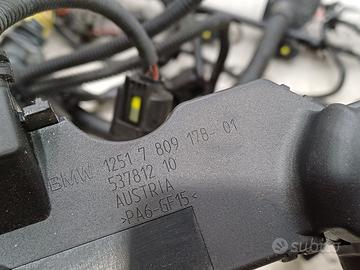 BMW 1251 7 809 178-01
537812 10
AUSTRIA
>PA6-GF15<
subito